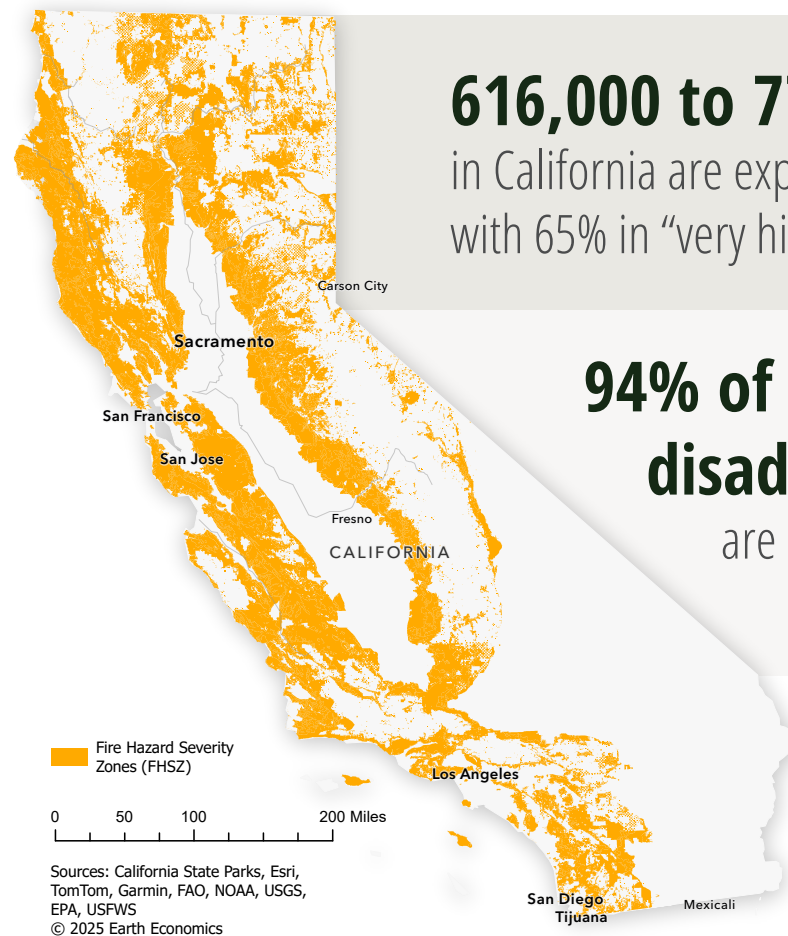 616,000 to 7
in California are exp
with 65% in “very hi
Carson City
Sacramento
94% of
disad
are
San Francisco
San Jose
Fresno
CALIFORNIA
Fire Hazard Severity
Zones (FHSZ)
Los Angeles
0 50 100 200 Miles
Sources: California State Parks, Esri,
TomTom, Garmin, FAO, NOAA, USGS,
EPA, USFWS
© 2025 Earth Economics
San Diego
Tijuana
Mexicali